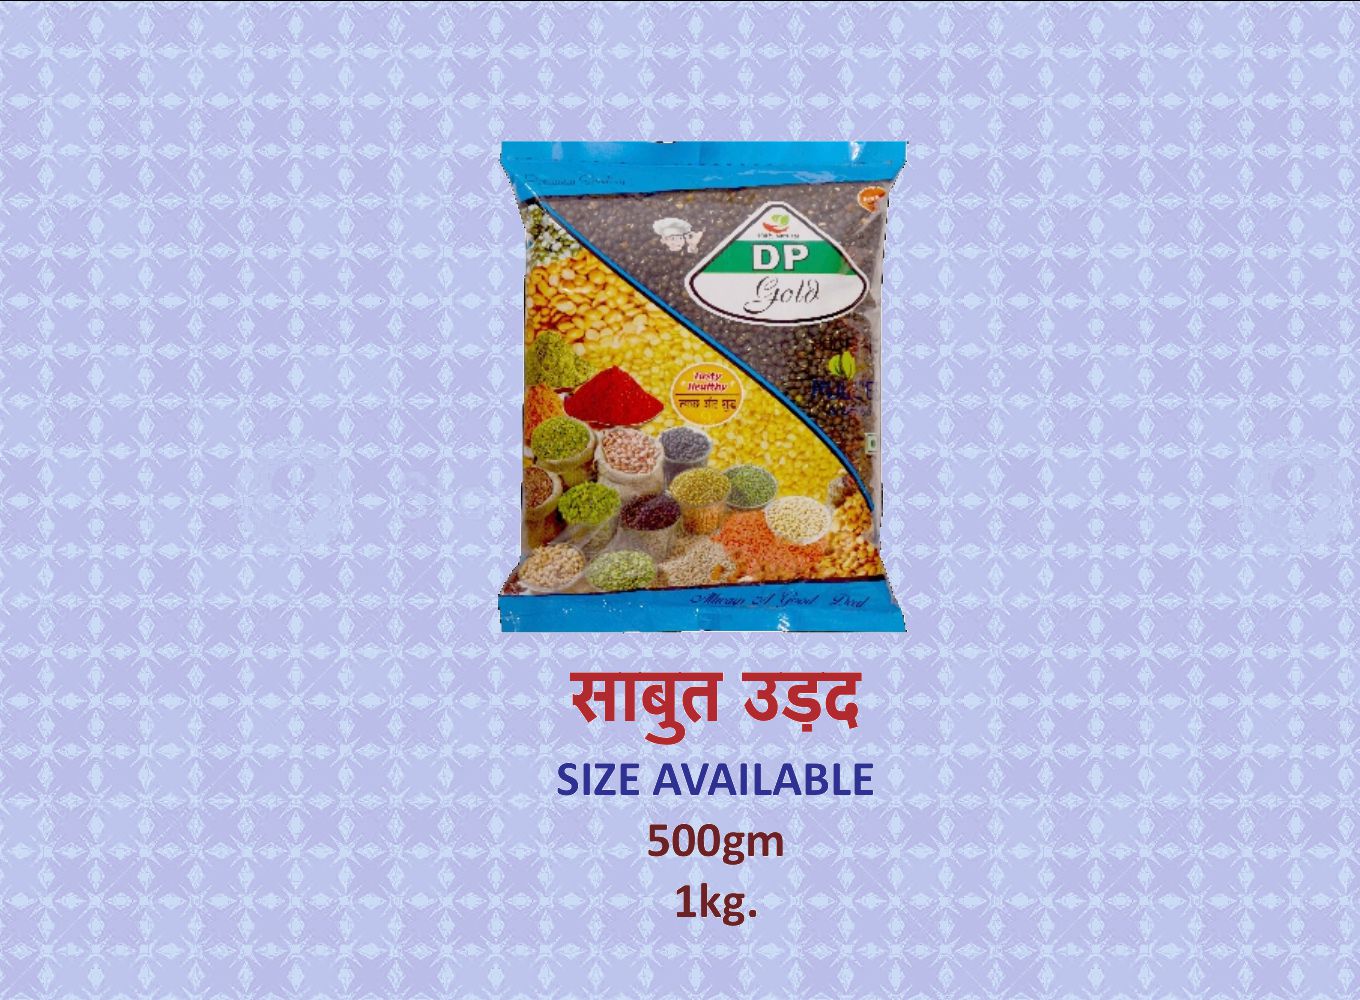 DP
Gold
Tasty
Healthy
Always A Good Deal
साबुत उड़द
SIZE AVAILABLE
500gm
1kg.